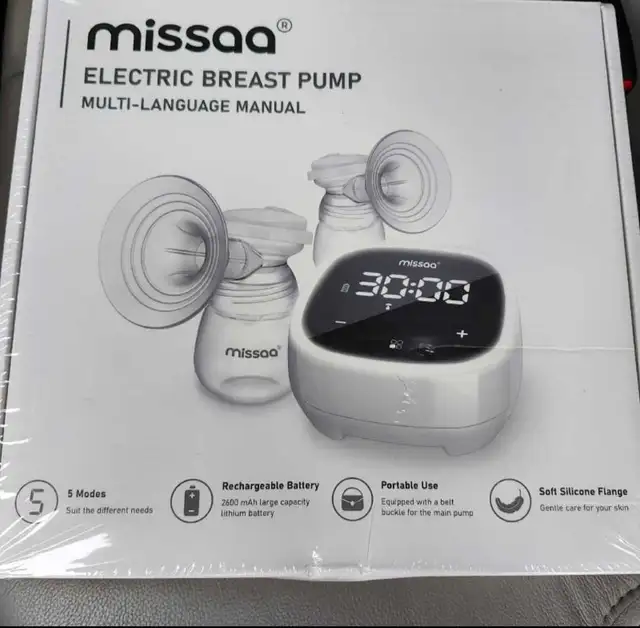 missaa®
ELECTRIC BREAST PUMP
MULTI-LANGUAGE MANUAL
missaa®
30:00
−
+
missaa®
5
5 Modes
Suit the different needs
Rechargeable Battery
2600 mAh large capacity
lithium battery
Portable Use
Equipped with a belt
buckle for the main pump
Soft Silicone Flange
Gentle care for your skin